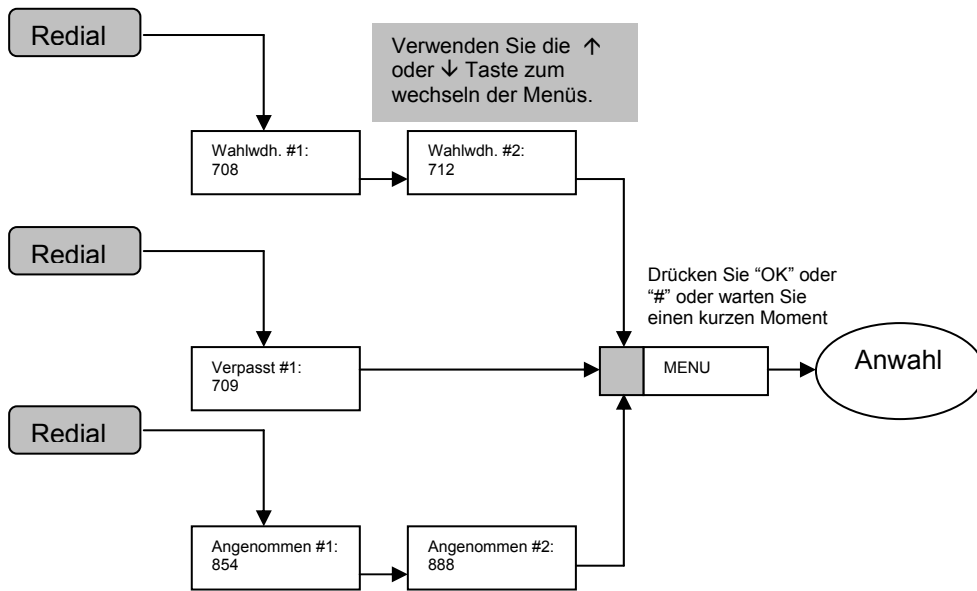 Redial
Verwenden Sie die ↑
oder ↓ Taste zum
wechseln der Menüs.
Wahlwdh. #1:
708
Wahlwdh. #2:
712
Redial
Drücken Sie “OK” oder
“#” oder warten Sie
einen kurzen Moment
Verpasst #1:
709
MENU
Anwahl
Redial
Angenommen #1:
854
Angenommen #2:
888